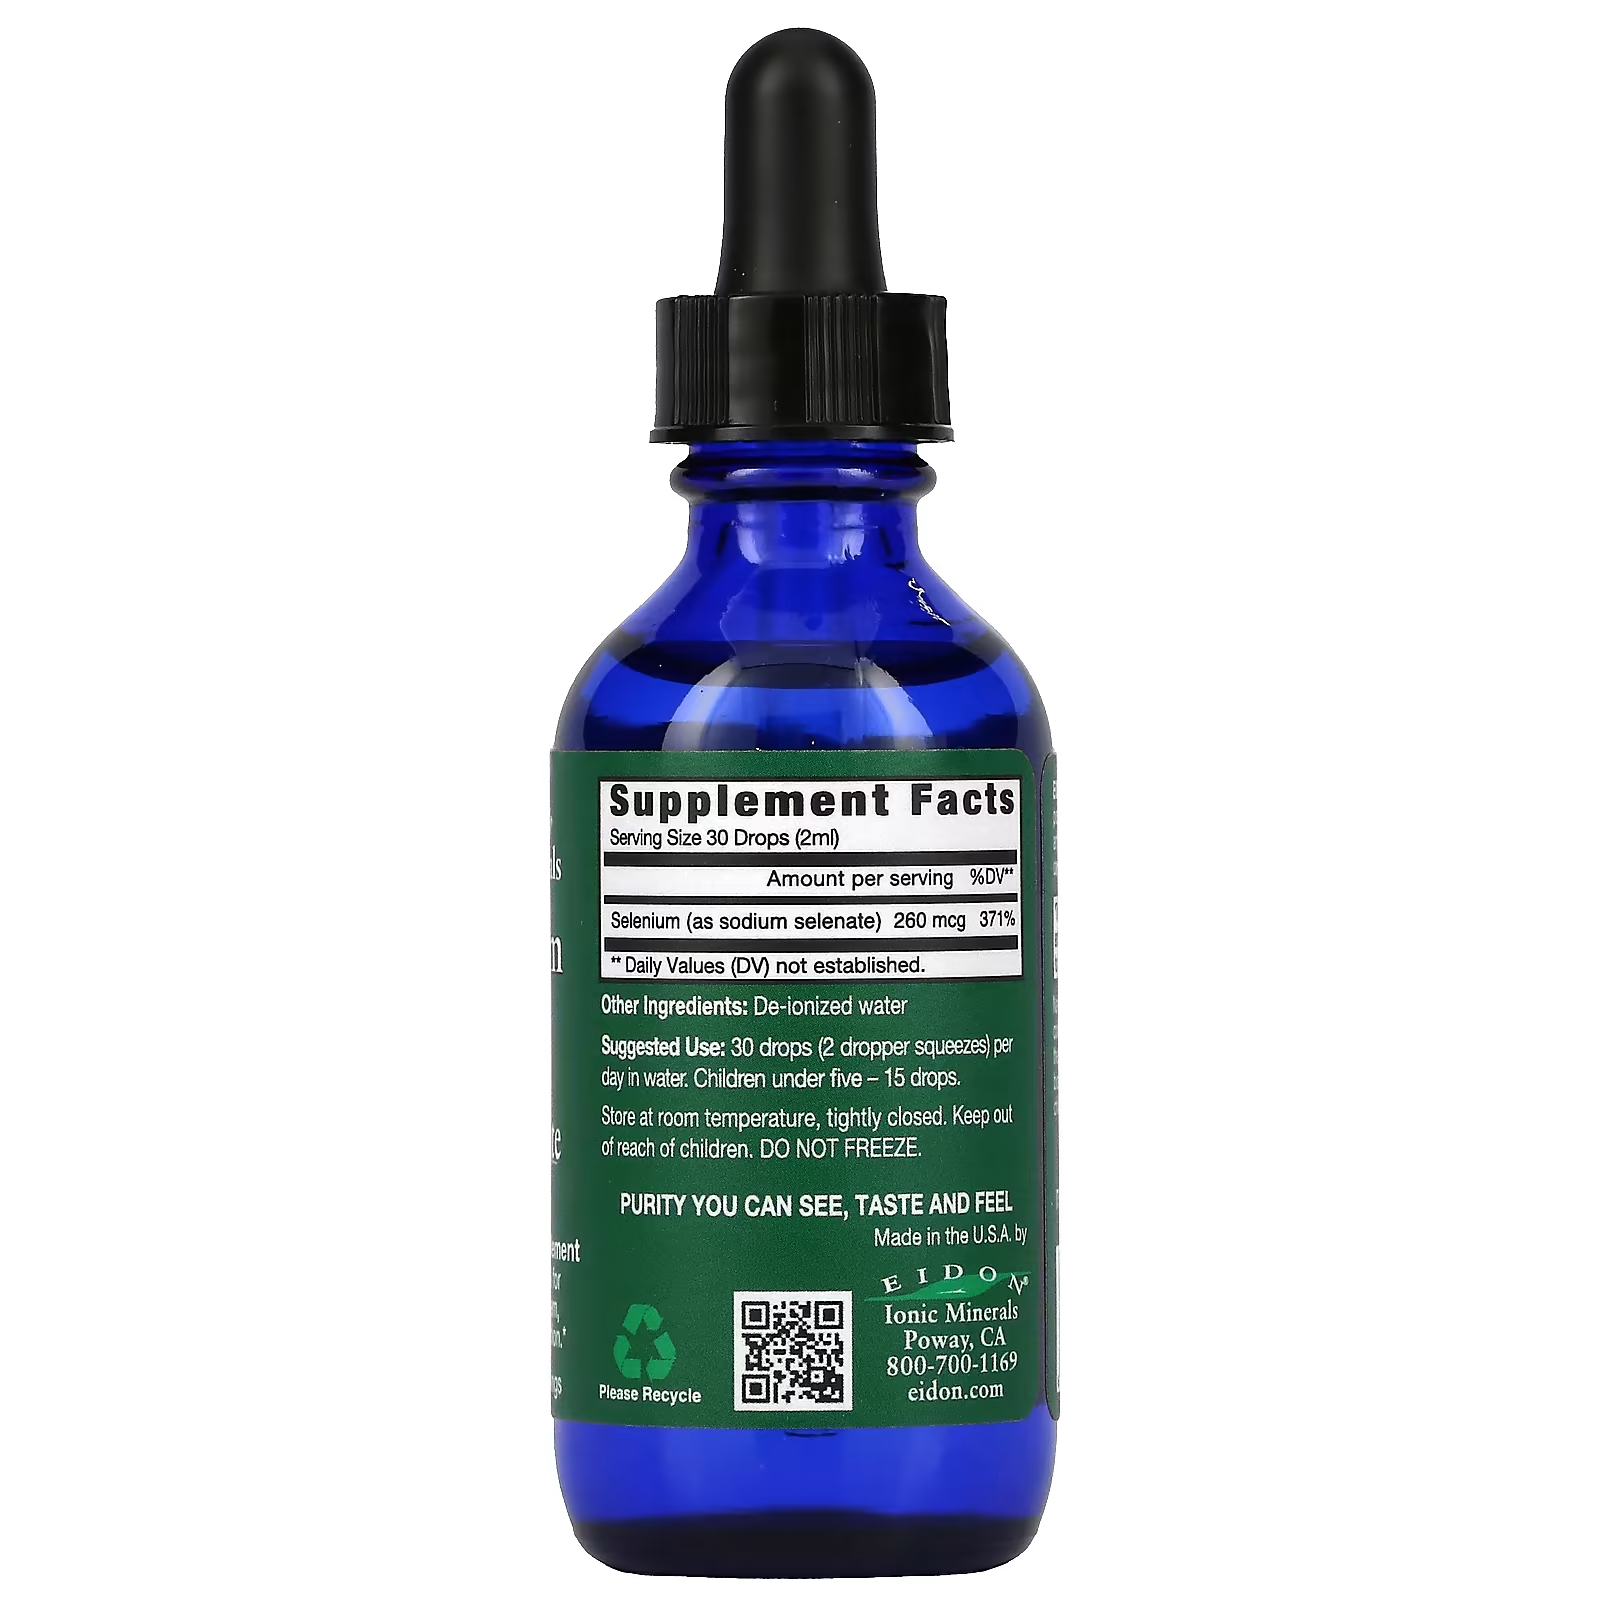 Supplement Facts
Serving Size 30 Drops (2ml)
Amount per serving %DV**
Selenium (as sodium selenate) 260 mcg 371%
** Daily Values (DV) not established.
Other Ingredients: De-ionized water
Suggested Use: 30 drops (2 dropper squeezes) per
day in water. Children under five – 15 drops.
Store at room temperature, tightly closed. Keep out
of reach of children. DO NOT FREEZE.
PURITY YOU CAN SEE, TASTE AND FEEL
Made in the U.S.A. by
EIDON®
Ionic Minerals
Poway, CA
800-700-1169
eidon.com
Please Recycle